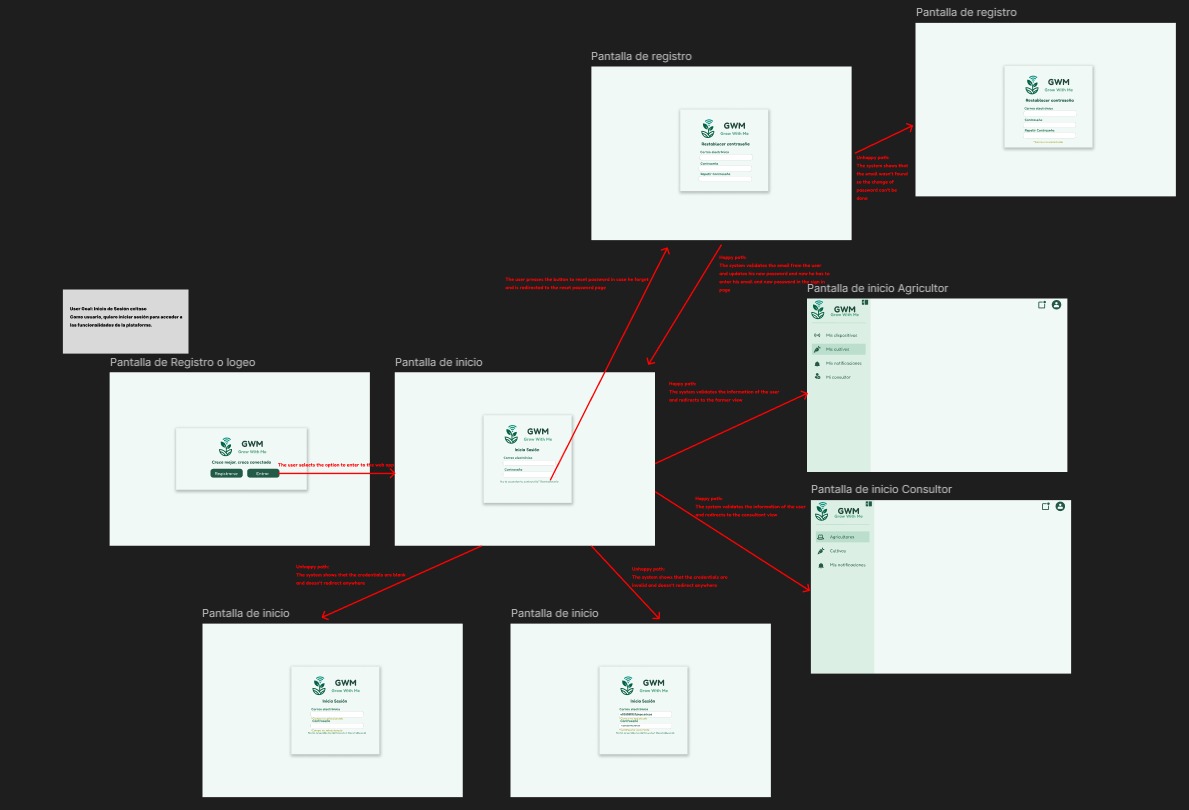 Pantalla de registro
GWM
Grow With Me
Restablecer contraseña
Correo electrónico
Contraseña
Repetir Contraseña
Pantalla de registro
GWM
Grow With Me
Restablecer contraseña
Correo electrónico
Contraseña
Repetir Contraseña
Unhappy path:
The system shows that
the email wasn't found
so the change of
password can't be
done
The user presses the button to reset password in case he forgot
and is redirected to the reset password page
Happy path:
The system validates the email from the user
and updates his new password and now he has to
enter his email and new password in the sign in
page
User Goal: Inicio de Sesión exitoso
Como usuario, quiero iniciar sesión para acceder a
las funcionalidades de la plataforma.
Pantalla de Registro o logeo
GWM
Grow With Me
Crece mejor, crece conectado
Registrarse
Entrar
The user selects the option to enter to the web app
Pantalla de inicio
GWM
Grow With Me
Inicio Sesión
Correo electrónico
Contraseña
Happy path:
The system validates the information of the user
and redirects to the farmer view
Pantalla de inicio Agricultor
GWM
Grow With Me
Mis dispositivos
Mis cultivos
Mis notificaciones
Mi consultor
Happy path:
The system validates the information of the user
and redirects to the consultant view
Pantalla de inicio Consultor
GWM
Grow With Me
Agricultores
Cultivos
Mis notificaciones
Unhappy path:
The system shows that the credentials are blank
and doesn't redirect anywhere
Unhappy path:
The system shows that the credentials are
invalid and doesn't redirect anywhere
Pantalla de inicio
GWM
Grow With Me
Inicio Sesión
Correo electrónico
Contraseña
Pantalla de inicio
GWM
Grow With Me
Inicio Sesión
Correo electrónico
Contraseña